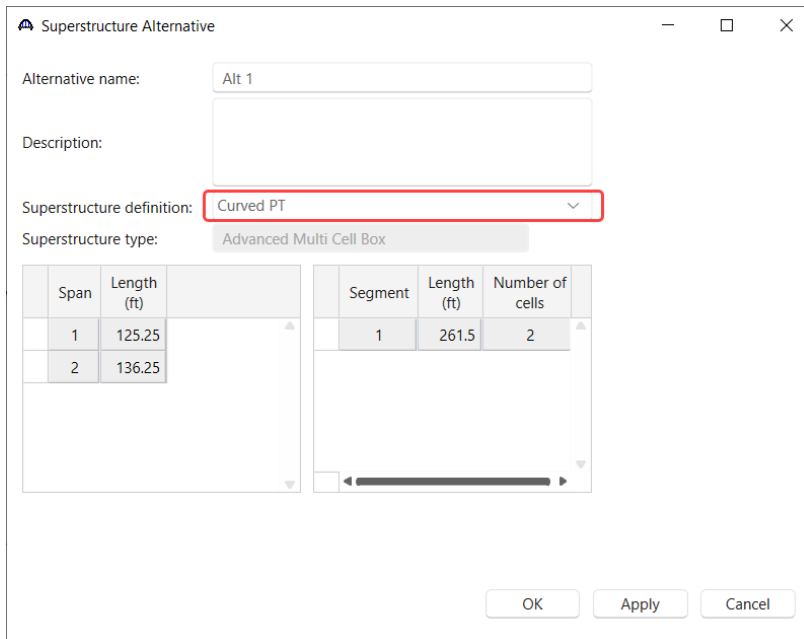 Superstructure Alternative
Alternative name: Alt 1
Description:
Superstructure definition: Curved PT
Superstructure type: Advanced Multi Cell Box
Span Length (ft)
1 125.25
2 136.25
Segment Length (ft) Number of cells
1 261.5 2
OK Apply Cancel